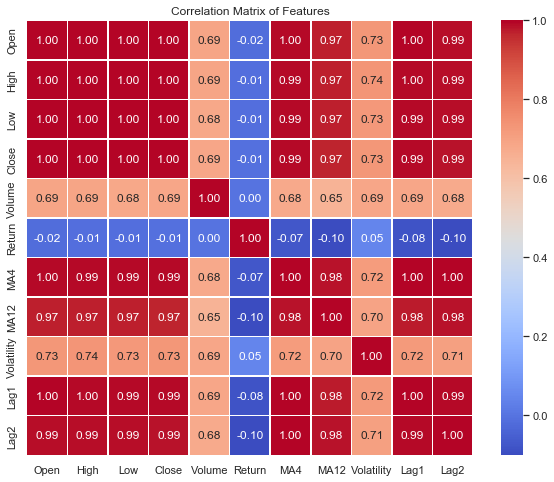 Correlation Matrix of Features
Open 1.00 1.00 1.00 1.00 0.69 -0.02 1.00 0.97 0.73 1.00 0.99
High 1.00 1.00 1.00 1.00 0.69 -0.01 0.99 0.97 0.74 1.00 0.99
Low 1.00 1.00 1.00 1.00 0.68 -0.01 0.99 0.97 0.73 0.99 0.99
Close 1.00 1.00 1.00 1.00 0.69 -0.01 0.99 0.97 0.73 0.99 0.99
Volume 0.69 0.69 0.68 0.69 1.00 0.00 0.68 0.65 0.69 0.69 0.68
Return -0.02 -0.01 -0.01 -0.01 0.00 1.00 -0.07 -0.10 0.05 -0.08 -0.10
MA4 1.00 0.99 0.99 0.99 0.68 -0.07 1.00 0.98 0.72 1.00 1.00
MA12 0.97 0.97 0.97 0.97 0.65 -0.10 0.98 1.00 0.70 0.98 0.98
Volatility 0.73 0.74 0.73 0.73 0.69 0.05 0.72 0.70 1.00 0.72 0.71
Lag1 1.00 1.00 0.99 0.99 0.69 -0.08 1.00 0.98 0.72 1.00 0.99
Lag2 0.99 0.99 0.99 0.99 0.68 -0.10 1.00 0.98 0.71 0.99 1.00
Open High Low Close Volume Return MA4 MA12 Volatility Lag1 Lag2
1.0
0.8
0.6
0.4
0.2
0.0